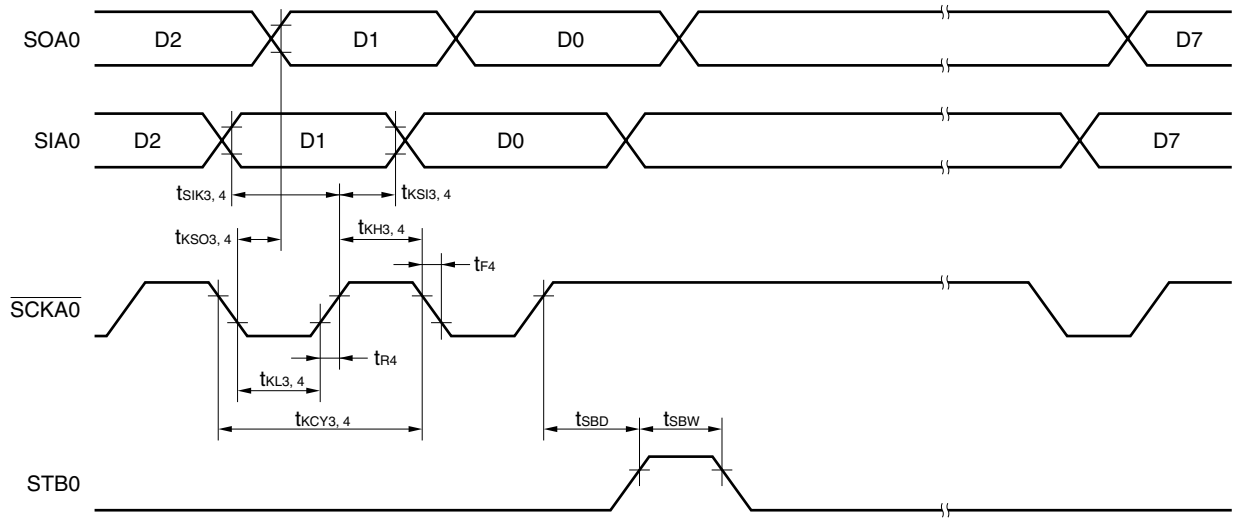 SOA0 D2 D1 D0 D7
SIA0 D2 D1 D0 D7
tSIK3, 4 tKSI3, 4
tKSO3, 4 tKH3, 4
tF4
SCKA0
tR4
tKL3, 4
tKCY3, 4 tSBD tSBW
STB0